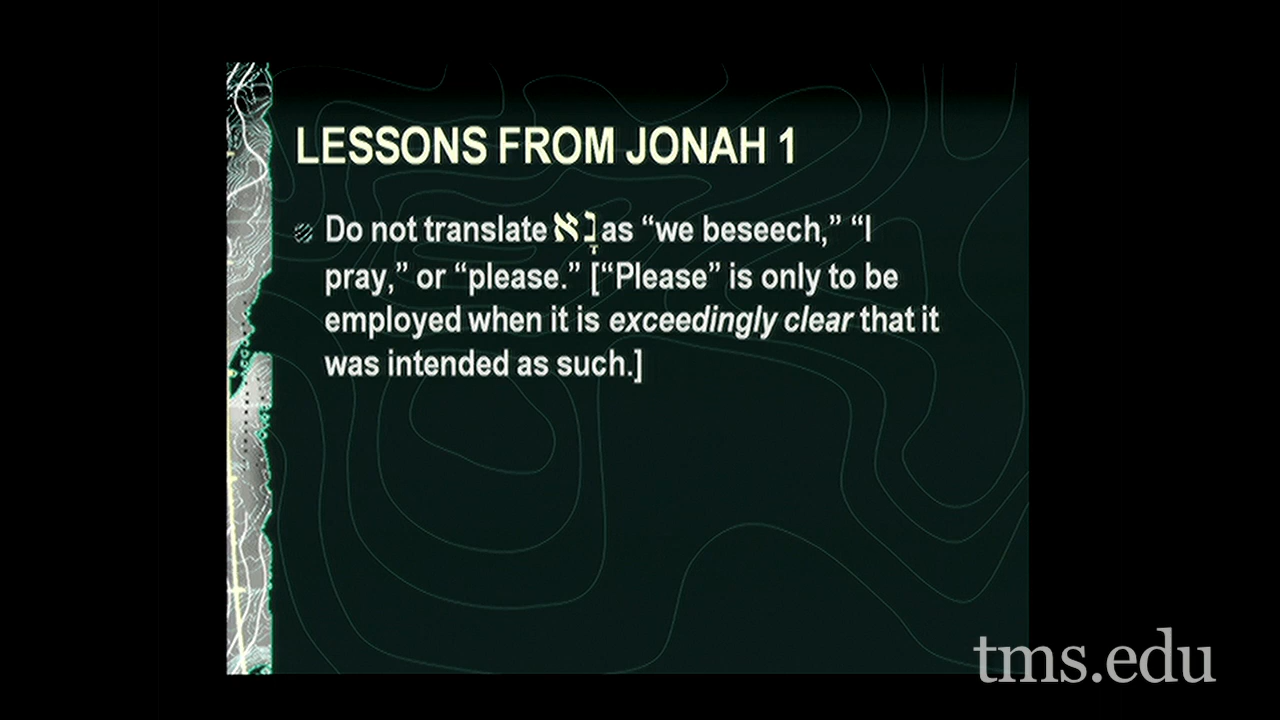 LESSONS FROM JONAH 1
Do not translate נָא as “we beseech,” “I
pray,” or “please.” [“Please” is only to be
employed when it is exceedingly clear that it
was intended as such.]
tms.edu